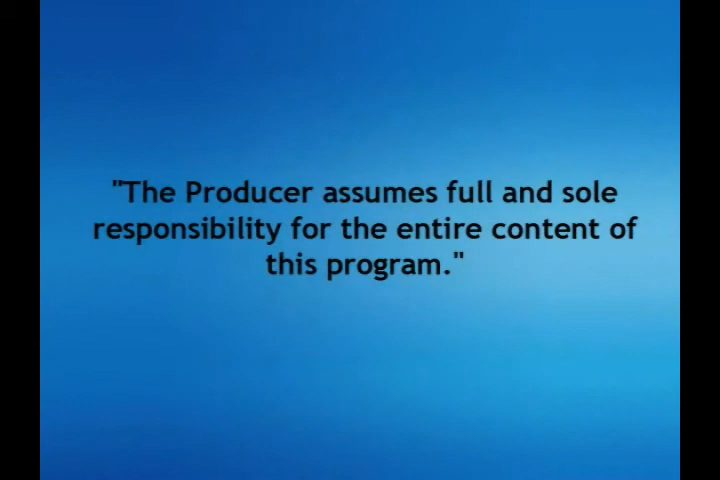 "The Producer assumes full and sole
responsibility for the entire content of
this program."